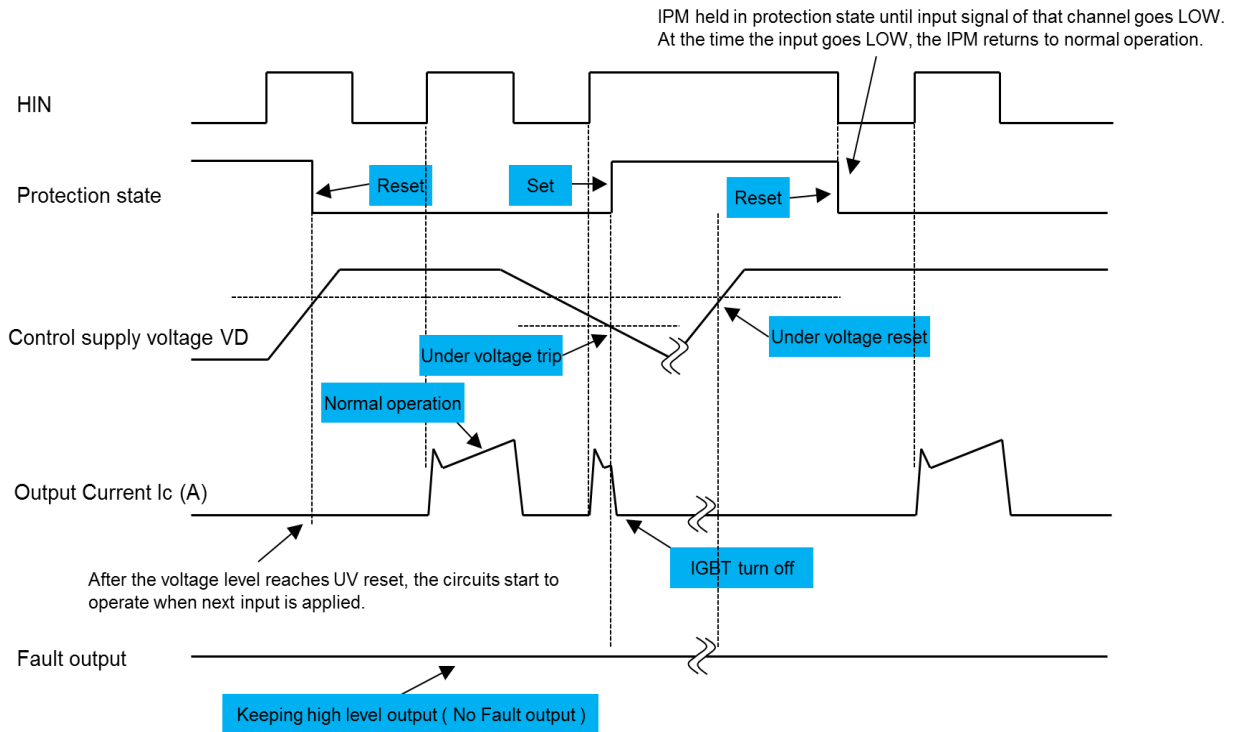 IPM held in protection state until input signal of that channel goes LOW.
At the time the input goes LOW, the IPM returns to normal operation.
HIN
Protection state
Reset
Set
Reset
Control supply voltage VD
Under voltage trip
Under voltage reset
Normal operation
Output Current Ic (A)
IGBT turn off
After the voltage level reaches UV reset, the circuits start to
operate when next input is applied.
Fault output
Keeping high level output ( No Fault output )